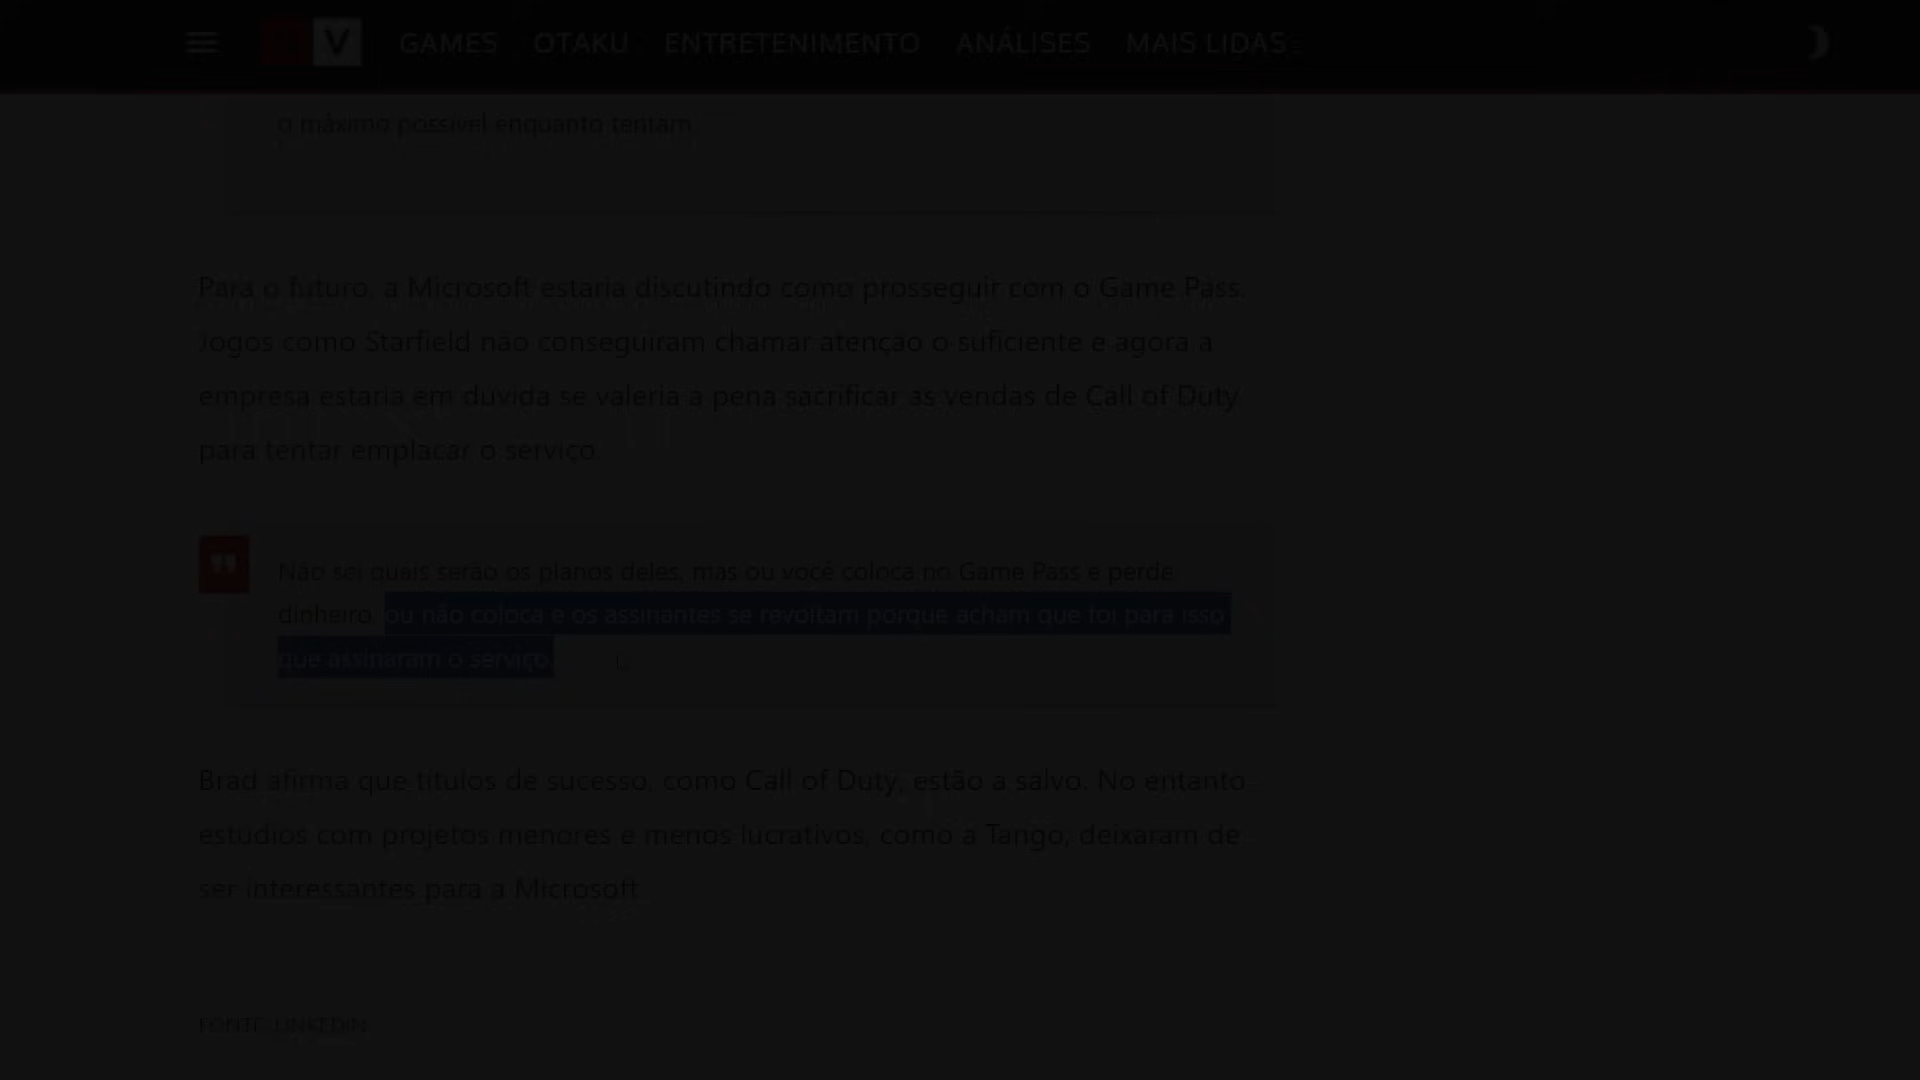 V GAMES OTAKU ENTRETENIMENTO ANÁLISES MAIS LIDAS
o máximo possível enquanto tentam
Para o futuro, a Microsoft estaria discutindo como prosseguir com o Game Pass.
Jogos como Starfield não conseguiram chamar atenção o suficiente e agora a
empresa estaria em duvida se valeria a pena sacrificar as vendas de Call of Duty
para tentar emplacar o serviço.
Não sei quais serão os planos deles, mas ou você coloca no Game Pass e perde
dinheiro, ou não coloca e os assinantes se revoltam porque acham que foi para isso
que assinaram o serviço.
Brad afirma que títulos de sucesso, como Call of Duty, estão a salvo. No entanto
estúdios com projetos menores e menos lucrativos, como a Tango, deixaram de
ser interessantes para a Microsoft.
FONTE: LINKEDIN